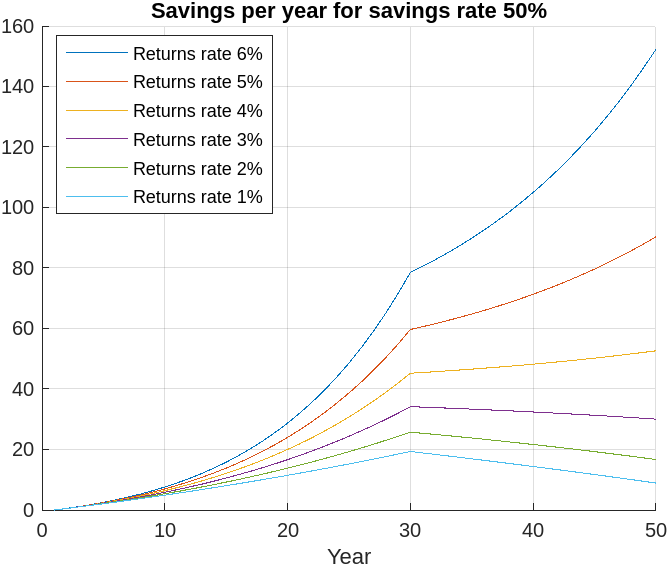 Savings per year for savings rate 50%
160
140
120
100
80
60
40
20
0
Returns rate 6%
Returns rate 5%
Returns rate 4%
Returns rate 3%
Returns rate 2%
Returns rate 1%
0 10 20 30 40 50
Year